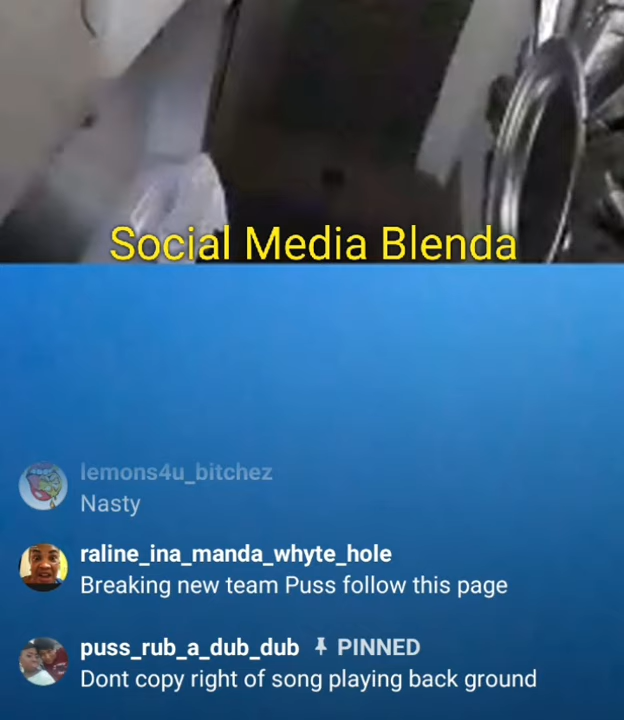 Social Media Blenda
lemons4u_bitchez
Nasty
raline_ina_manda_whyte_hole
Breaking new team Puss follow this page
puss_rub_a_dub_dub PINNED
Dont copy right of song playing back ground